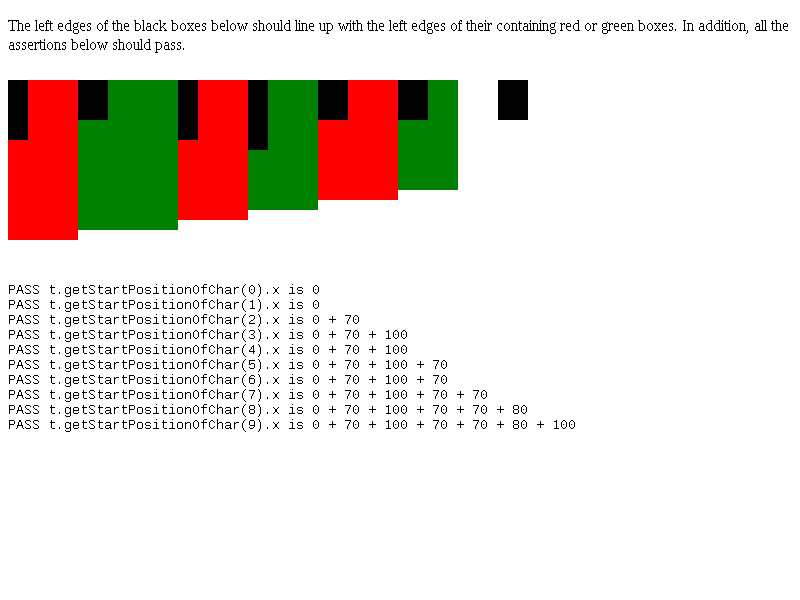 The left edges of the black boxes below should line up with the left edges of their containing red or green boxes. In addition, all the
assertions below should pass.
PASS t.getStartPositionOfChar(0).x is 0
PASS t.getStartPositionOfChar(1).x is 0
PASS t.getStartPositionOfChar(2).x is 0 + 70
PASS t.getStartPositionOfChar(3).x is 0 + 70 + 100
PASS t.getStartPositionOfChar(4).x is 0 + 70 + 100
PASS t.getStartPositionOfChar(5).x is 0 + 70 + 100 + 70
PASS t.getStartPositionOfChar(6).x is 0 + 70 + 100 + 70
PASS t.getStartPositionOfChar(7).x is 0 + 70 + 100 + 70 + 70
PASS t.getStartPositionOfChar(8).x is 0 + 70 + 100 + 70 + 70 + 80
PASS t.getStartPositionOfChar(9).x is 0 + 70 + 100 + 70 + 70 + 80 + 100